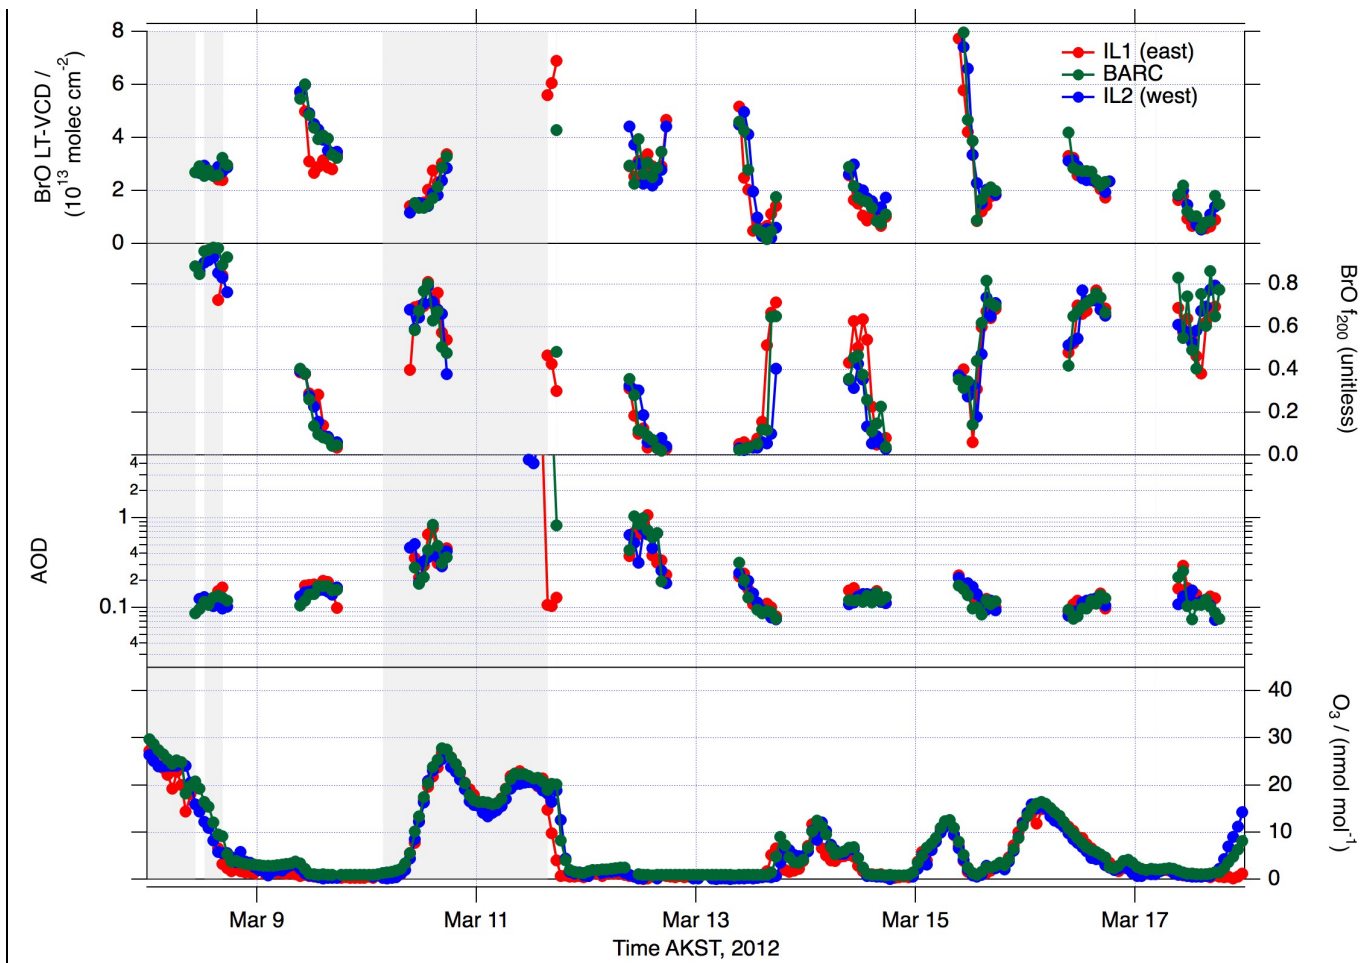 BrO LT-VCD /
(10¹³ molec cm⁻²)
8
6
4
2
0
IL1 (east)
BARC
IL2 (west)
BrO f₂₀₀ (unitless)
0.8
0.6
0.4
0.2
0.0
AOD
4
2
1
4
2
0.1
4
O₃ / (nmol mol⁻¹)
40
30
20
10
0
Mar 9
Mar 11
Mar 13
Mar 15
Mar 17
Time AKST, 2012